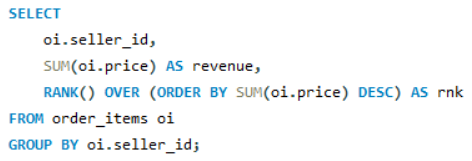 SELECT
    oi.seller_id,
    SUM(oi.price) AS revenue,
    RANK() OVER (ORDER BY SUM(oi.price) DESC) AS rnk
FROM order_items oi
GROUP BY oi.seller_id;